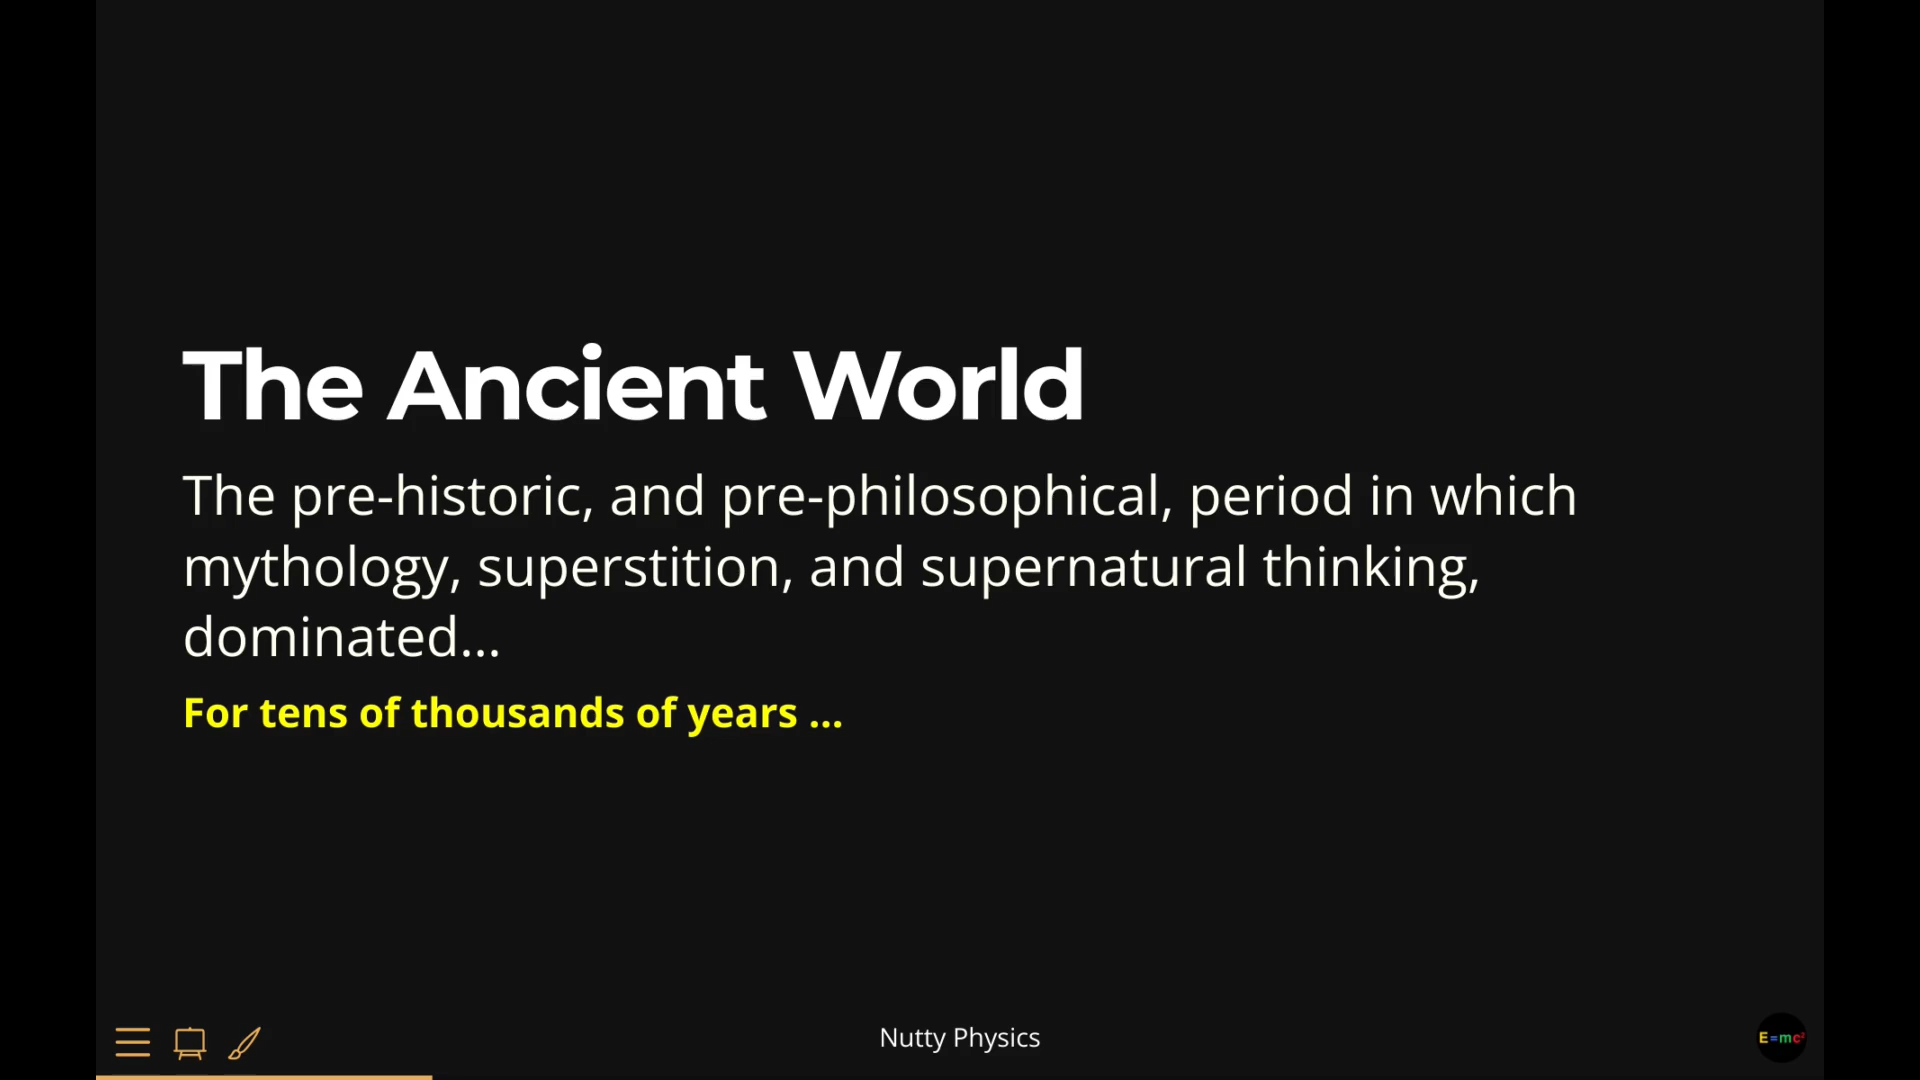 The Ancient World
The pre-historic, and pre-philosophical, period in which
mythology, superstition, and supernatural thinking,
dominated...
For tens of thousands of years ...
Nutty Physics
E=mc²